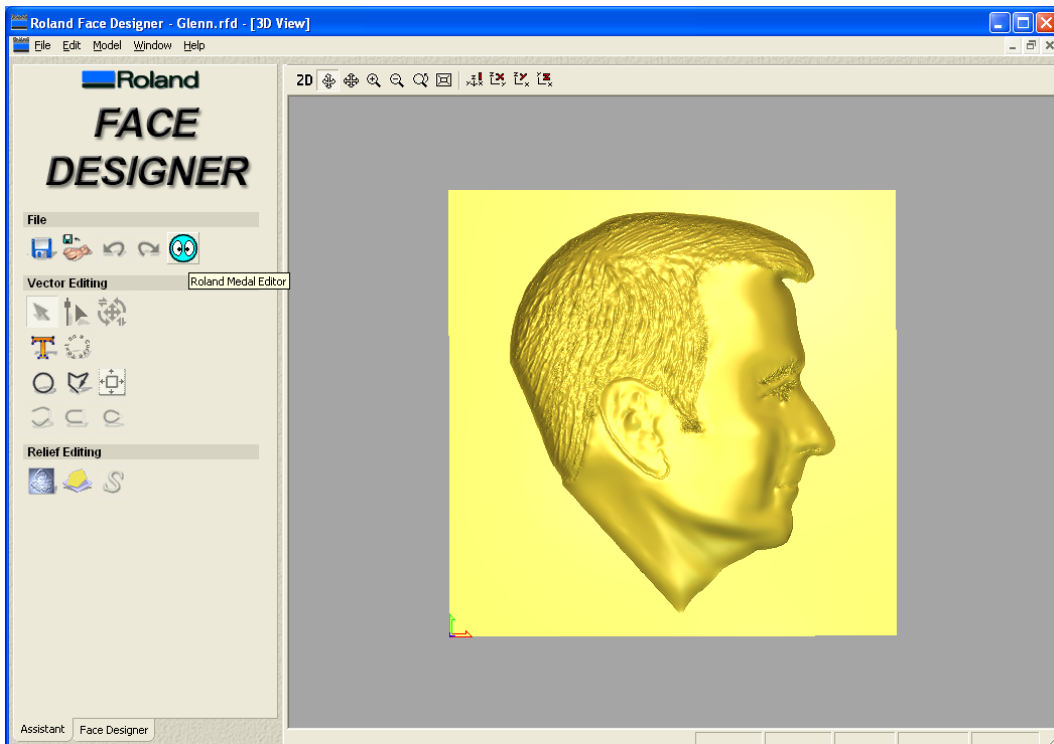 Roland Face Designer - Glenn.rfd - [3D View]
File Edit Model Window Help
Roland
FACE
DESIGNER
2D
File
Roland Medal Editor
Vector Editing
Relief Editing
Assistant Face Designer